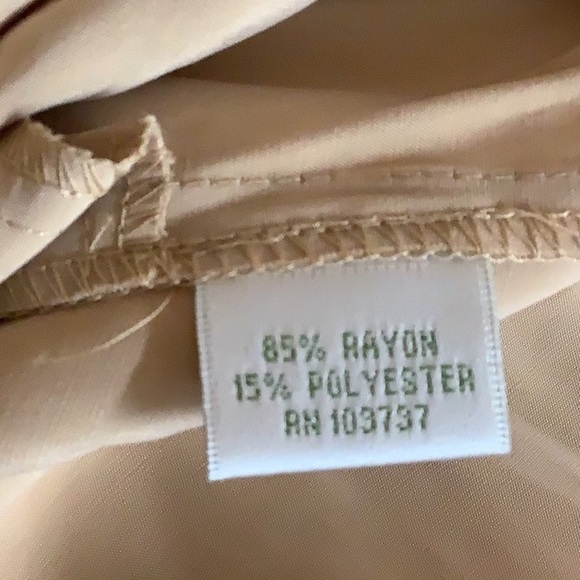 85% RAYON
15% POLYESTER
RN 103737